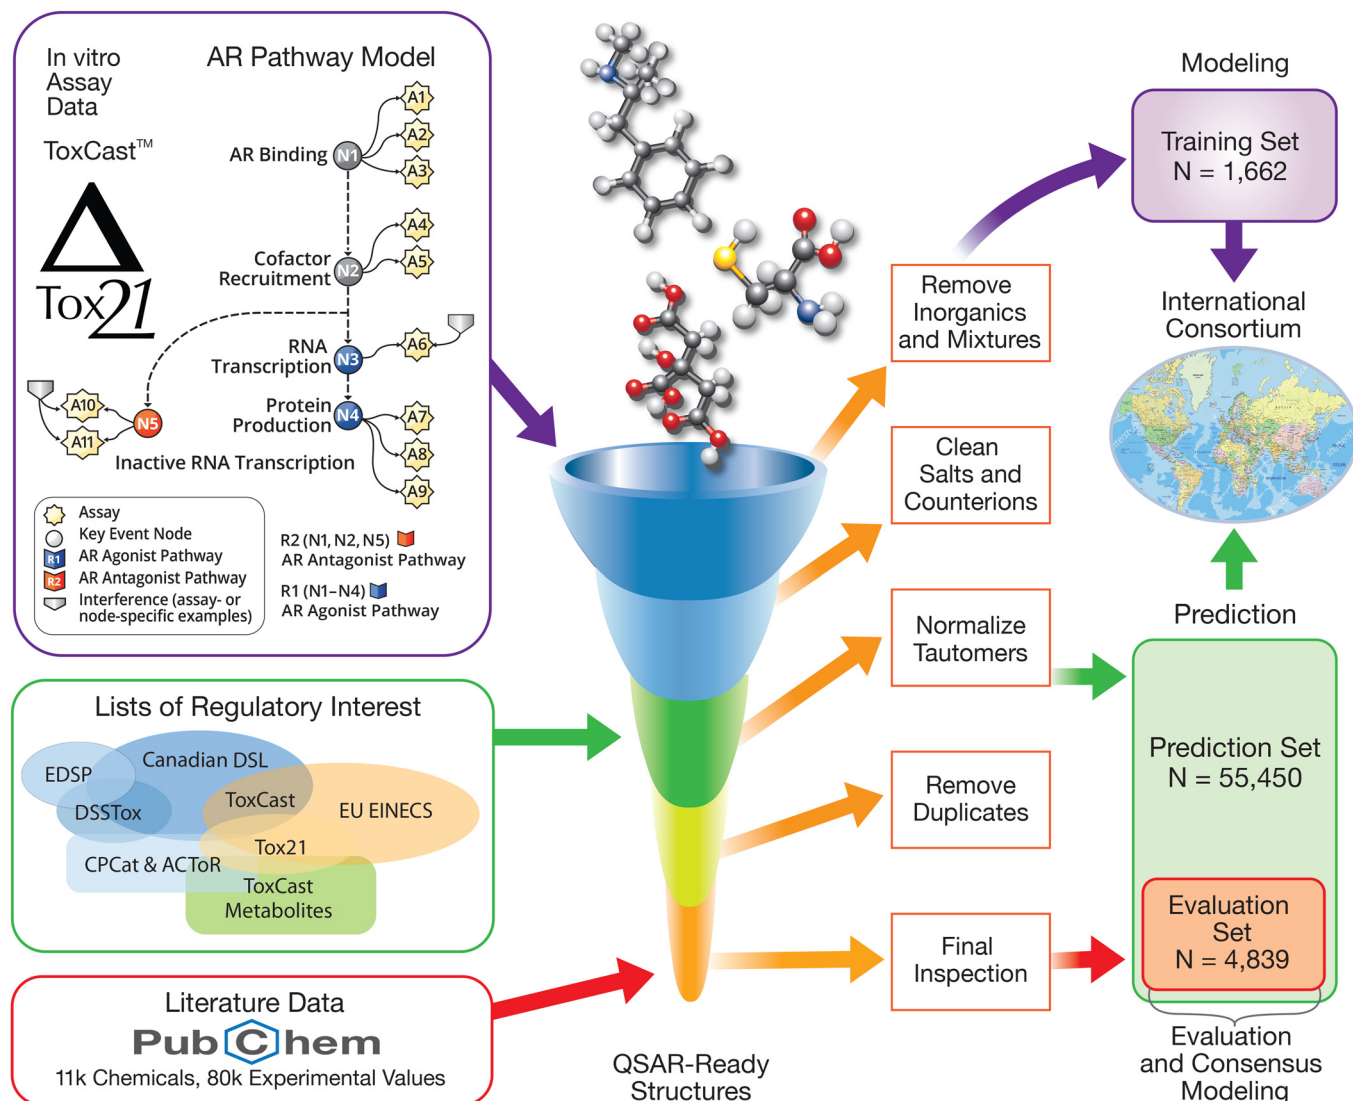 In vitro
Assay
Data
ToxCast™
Tox21
AR Pathway Model
A1
A2
AR Binding
N1
A3
A4
Cofactor
Recruitment
N2
A5
RNA
Transcription
N3
A6
Protein
Production
N4
A7
A8
A9
A10
A11
N5
Inactive RNA Transcription
Assay
Key Event Node
R1
AR Agonist Pathway
R2
AR Antagonist Pathway
Interference (assay- or
node-specific examples)
R2 (N1, N2, N5)
AR Antagonist Pathway
R1 (N1–N4)
AR Agonist Pathway
Lists of Regulatory Interest
EDSP
Canadian DSL
DSSTox
ToxCast
EU EINECS
Tox21
CPCat & ACToR
ToxCast
Metabolites
Literature Data
PubChem
11k Chemicals, 80k Experimental Values
QSAR-Ready
Structures
Remove
Inorganics
and Mixtures
Clean
Salts and
Counterions
Normalize
Tautomers
Remove
Duplicates
Final
Inspection
Modeling
Training Set
N = 1,662
International
Consortium
Prediction
Prediction Set
N = 55,450
Evaluation
Set
N = 4,839
Evaluation
and Consensus
Modeling